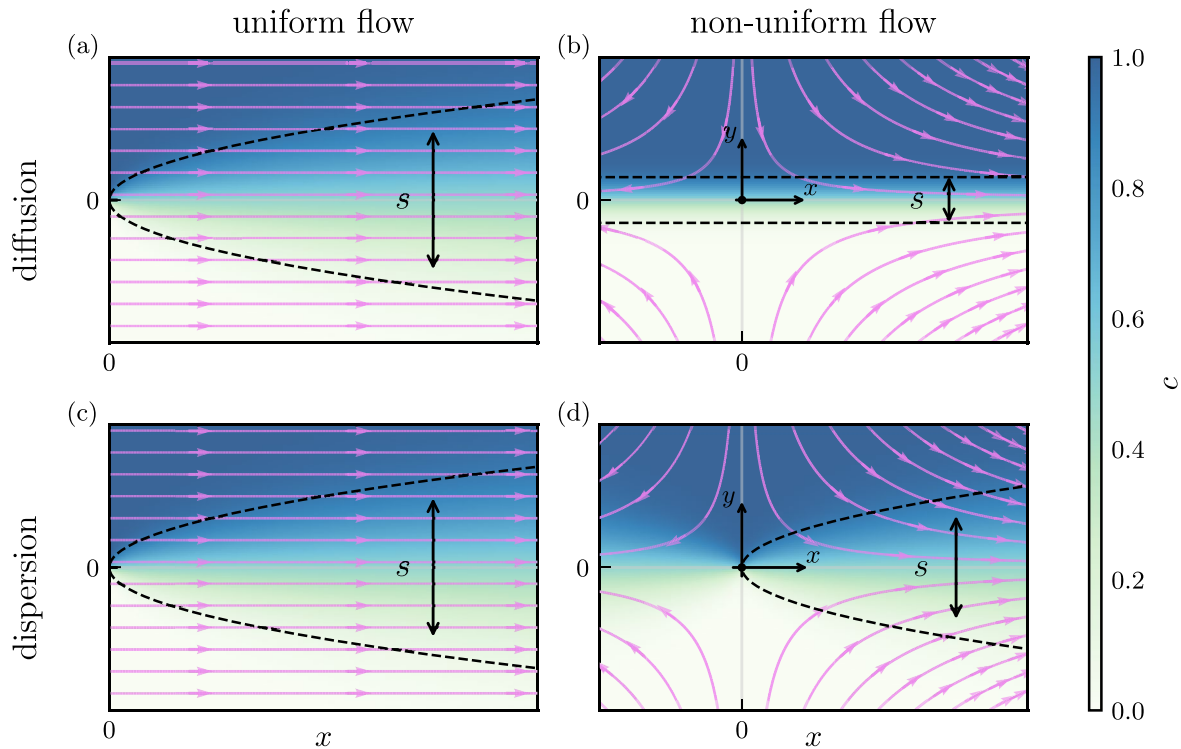 uniform flow
non-uniform flow
(a)
(b)
diffusion
0
s
0
y
x
0
s
0
1.0
0.8
0.6
0.4
0.2
0.0
c
(c)
(d)
dispersion
0
s
0
x
y
x
s
0
0
x